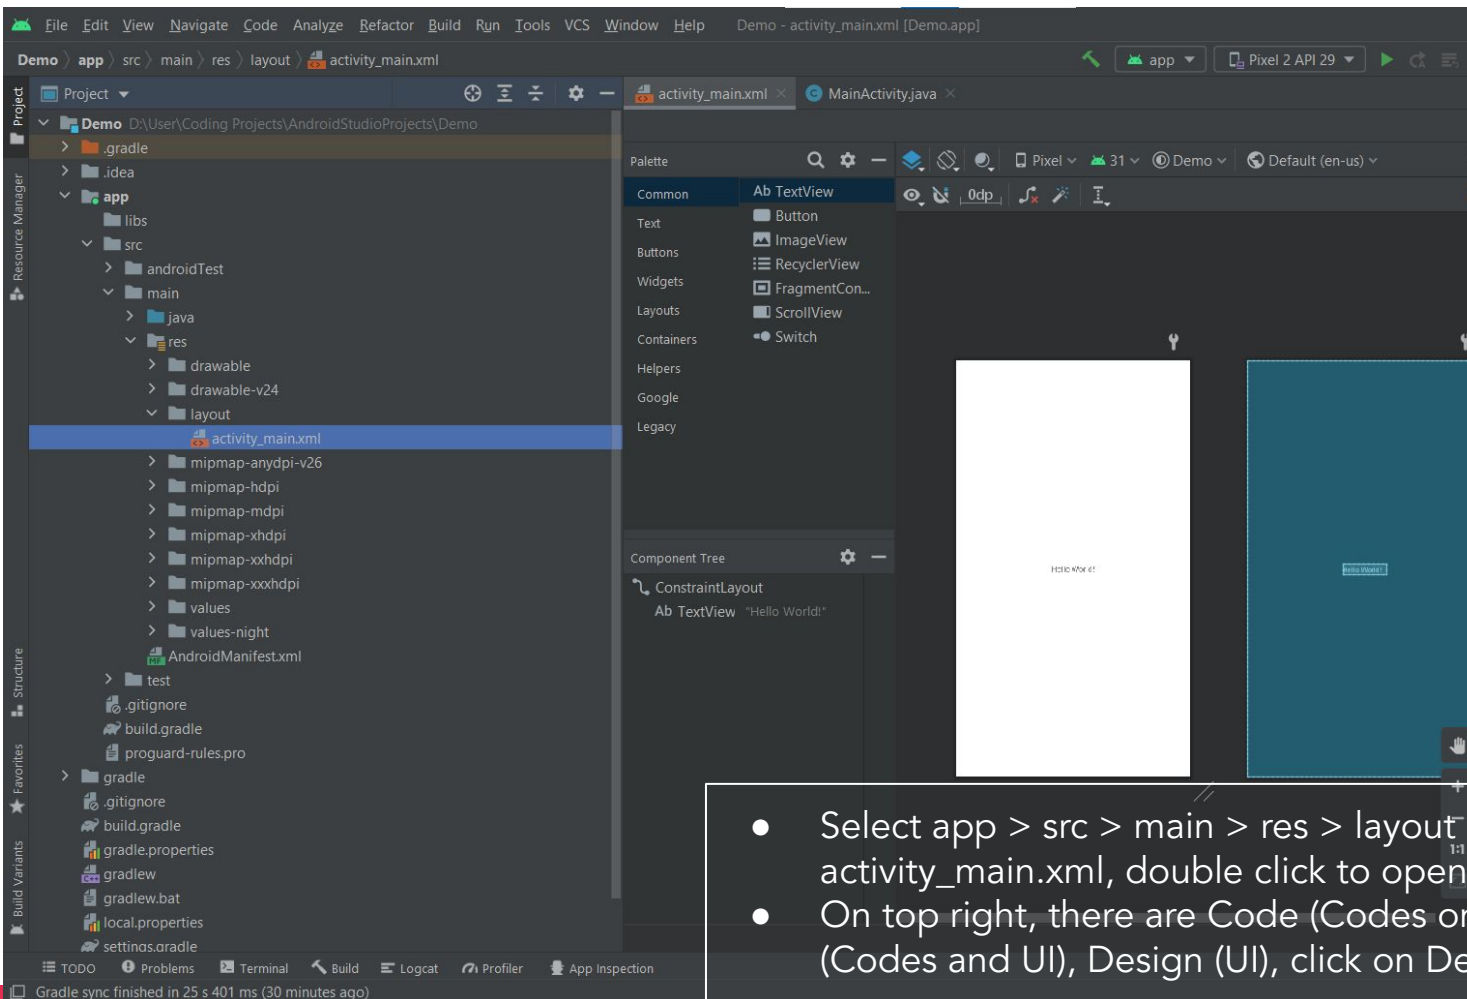 File Edit View Navigate Code Analyze Refactor Build Run Tools VCS Window Help Demo - activity_main.xml [Demo.app]
Demo app src main res layout activity_main.xml
app Pixel 2 API 29
Project
Project
activity_main.xml MainActivity.java
Demo D:\User\Coding Projects\AndroidStudioProjects\Demo
.gradle
.idea
app
libs
src
androidTest
main
java
res
drawable
drawable-v24
layout
activity_main.xml
mipmap-anydpi-v26
mipmap-hdpi
mipmap-mdpi
mipmap-xhdpi
mipmap-xxhdpi
mipmap-xxxhdpi
values
values-night
AndroidManifest.xml
test
.gitignore
build.gradle
proguard-rules.pro
gradle
.gitignore
build.gradle
gradle.properties
gradlew
gradlew.bat
local.properties
settings.gradle
Resource Manager
Structure
Favorites
Build Variants
Palette
Common
Text
Buttons
Widgets
Layouts
Containers
Helpers
Google
Legacy
Ab TextView
Button
ImageView
RecyclerView
FragmentCon...
ScrollView
Switch
Pixel 31 Demo Default (en-us)
0dp
Component Tree
ConstraintLayout
Ab TextView "Hello World!"
Hello World!
Hello World!
1:1
● Select app > src > main > res > layout
activity_main.xml, double click to open
● On top right, there are Code (Codes on
(Codes and UI), Design (UI), click on De
TODO Problems Terminal Build Logcat Profiler App Inspection
Gradle sync finished in 25 s 401 ms (30 minutes ago)